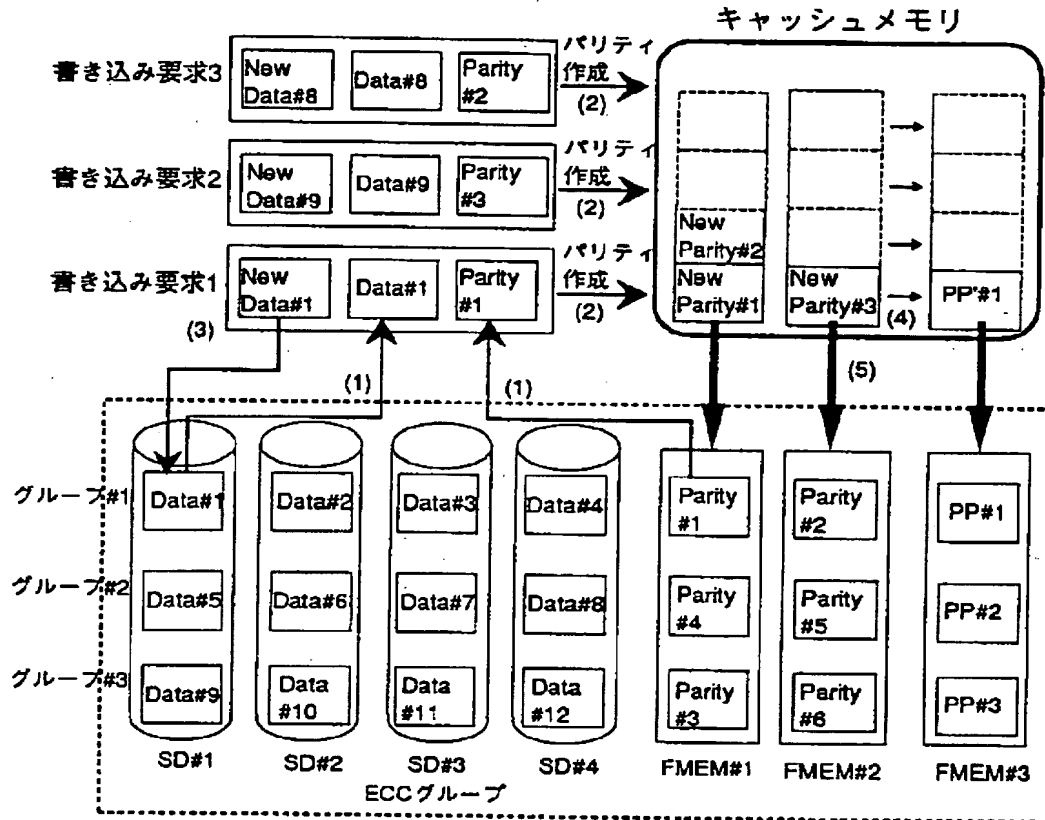 キャッシュメモリ
書き込み要求3
New Data#8
Data#8
Parity #2
パリティ
作成
(2)
書き込み要求2
New Data#9
Data#9
Parity #3
パリティ
作成
(2)
書き込み要求1
New Data#1
Data#1
Parity #1
パリティ
作成
(2)
New Parity#2
New Parity#1
New Parity#3
(4)
PP'#1
(3)
(1)
(1)
(5)
グループ#1
Data#1
Data#2
Data#3
Data#4
Parity #1
Parity #2
PP#1
グループ#2
Data#5
Data#6
Data#7
Data#8
Parity #4
Parity #5
PP#2
グループ#3
Data#9
Data #10
Data #11
Data #12
Parity #3
Parity #6
PP#3
SD#1
SD#2
SD#3
SD#4
FMEM#1
FMEM#2
FMEM#3
ECCグループ